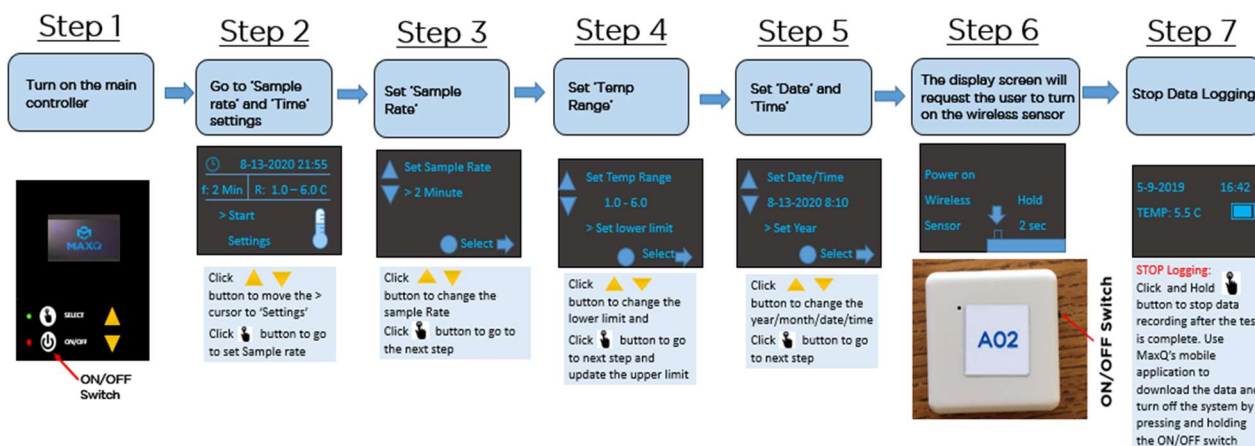 Step 1
Turn on the main
controller
MAXQ
SELECT
ON/OFF
ON/OFF
Switch
Step 2
Go to 'Sample
rate' and 'Time'
settings
8-13-2020 21:55
f: 2 Min R: 1.0 – 6.0 C
> Start
Settings
Click
button to move the >
cursor to 'Settings'
Click button to go
to set Sample rate
Step 3
Set 'Sample
Rate'
Set Sample Rate
> 2 Minute
Select
Click
button to change the
sample Rate
Click button to go to
the next step
Step 4
Set 'Temp
Range'
Set Temp Range
1.0 - 6.0
> Set lower limit
Select
Click
button to change the
lower limit and
Click button to go
to next step and
update the upper limit
Step 5
Set 'Date' and
'Time'
Set Date/Time
8-13-2020 8:10
> Set Year
Select
Click
button to change the
year/month/date/time
Click button to go
to next step
Step 6
The display screen will
request the user to turn
on the wireless sensor
Power on
Wireless Hold
Sensor 2 sec
A02
ON/OFF Switch
Step 7
Stop Data Logging
5-9-2019 16:42
TEMP: 5.5 C
STOP Logging:
Click and Hold
button to stop data
recording after the test
is complete. Use
MaxQ's mobile
application to
download the data and
turn off the system by
pressing and holding
the ON/OFF switch